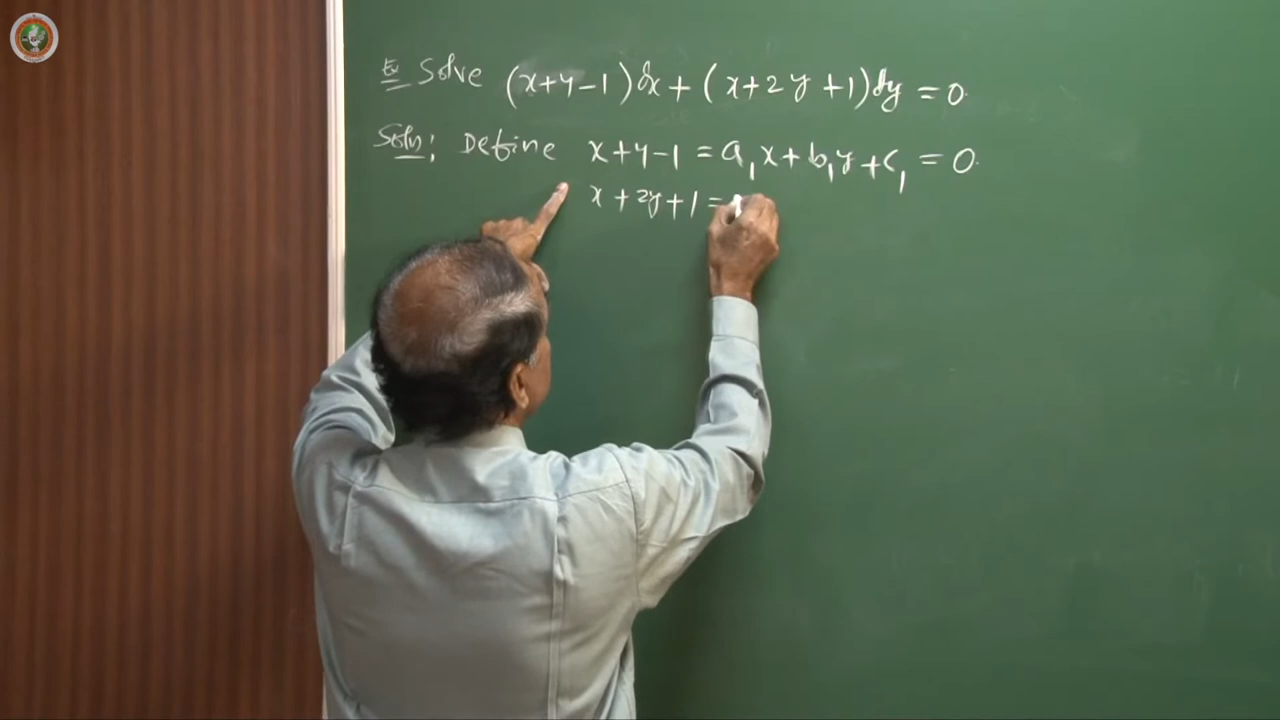 Ex Solve (x+y-1)dx+(x+2y+1)dy=0.
Soln: Define x+y-1=a₁x+b₁y+c₁=0.
x+2y+1=